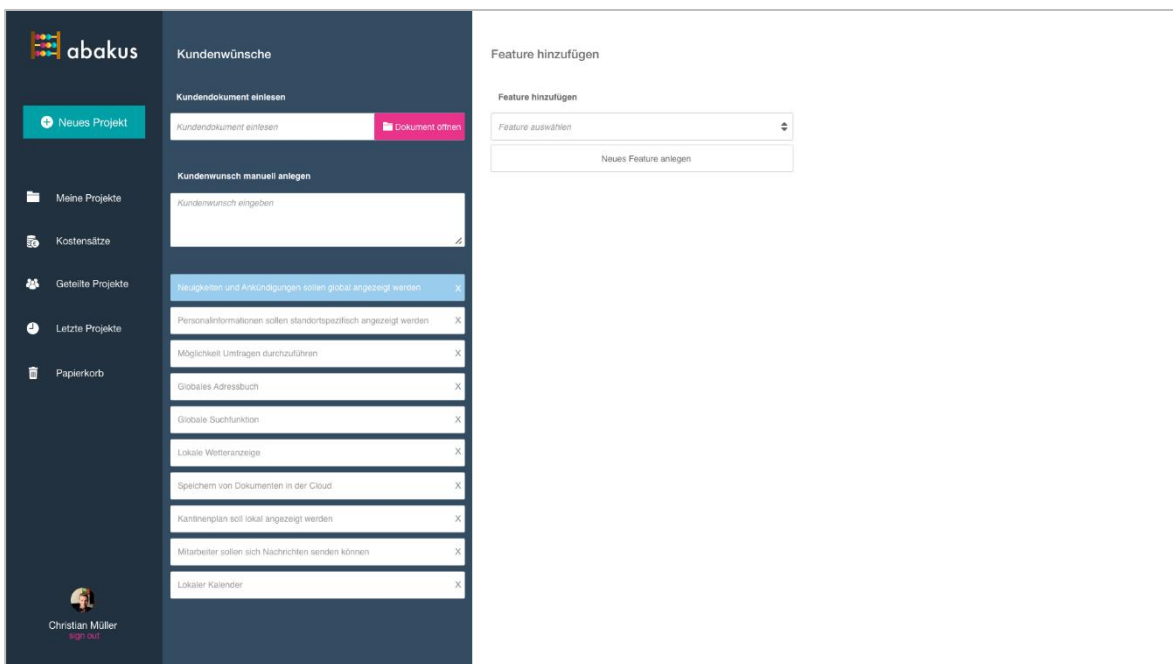 abakus
Neues Projekt
Meine Projekte
Kostensätze
Geteilte Projekte
Letzte Projekte
Papierkorb
Christian Müller
sign out
Kundenwünsche
Kundendokument einlesen
Kundendokument einlesen
Dokument öffnen
Kundenwunsch manuell anlegen
Kundenwunsch eingeben
Neuigkeiten und Ankündigungen sollen global angezeigt werden X
Personalinformationen sollen standortspezifisch angezeigt werden X
Möglichkeit Umfragen durchzuführen X
Globales Adressbuch X
Globale Suchfunktion X
Lokale Wetteranzeige X
Speichern von Dokumenten in der Cloud X
Kantinenplan soll lokal angezeigt werden X
Mitarbeiter sollen sich Nachrichten senden können X
Lokaler Kalender X
Feature hinzufügen
Feature hinzufügen
Feature auswählen
Neues Feature anlegen